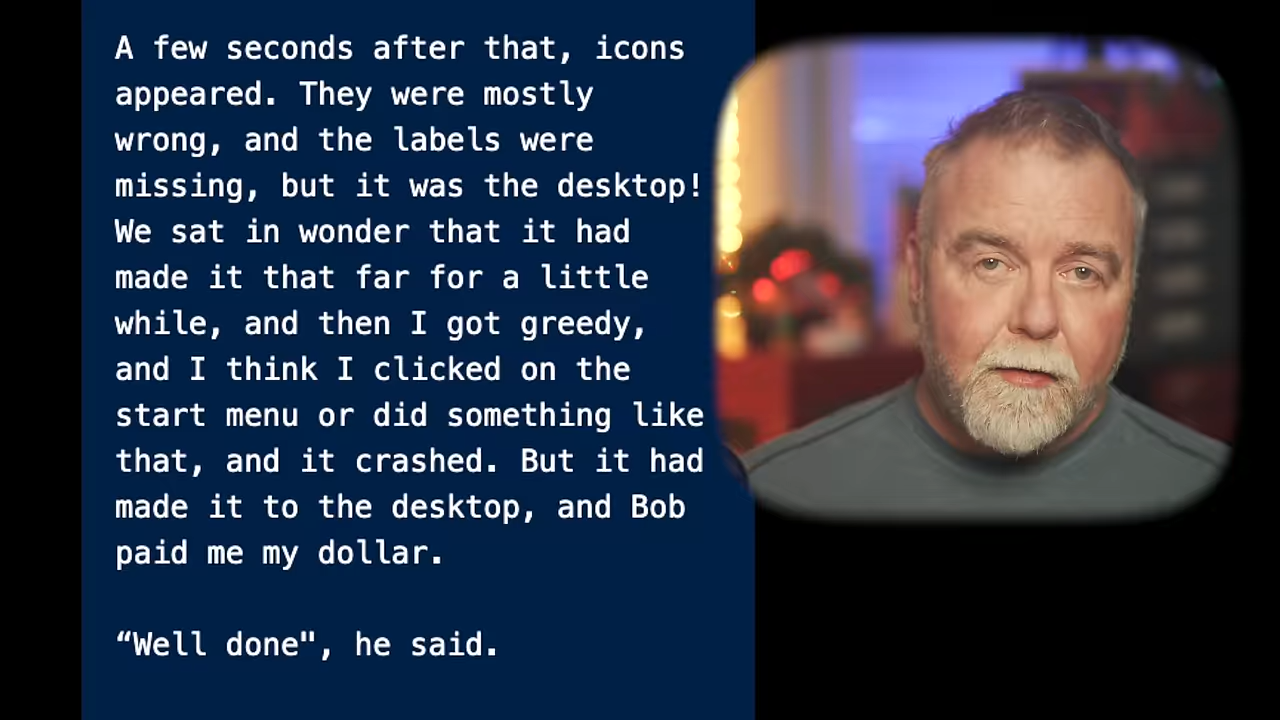 A few seconds after that, icons
appeared. They were mostly
wrong, and the labels were
missing, but it was the desktop!
We sat in wonder that it had
made it that far for a little
while, and then I got greedy,
and I think I clicked on the
start menu or did something like
that, and it crashed. But it had
made it to the desktop, and Bob
paid me my dollar.
“Well done", he said.